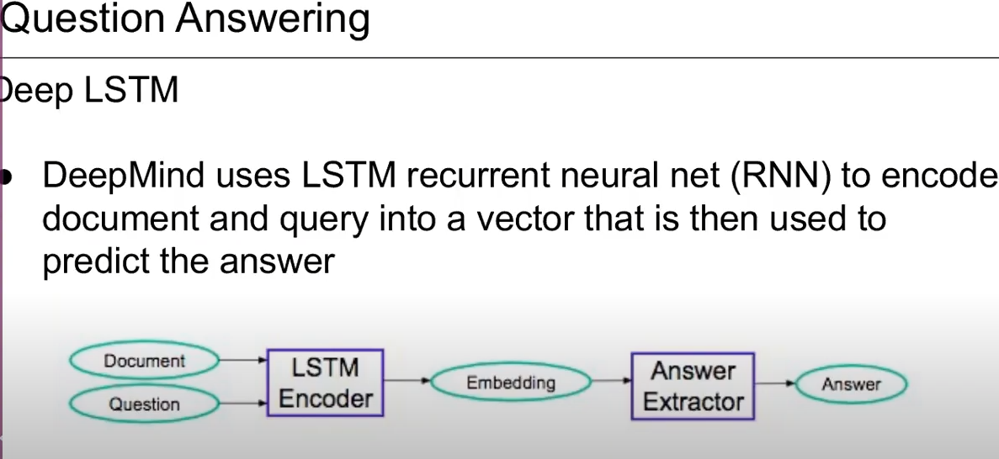 Question Answering
Deep LSTM
• DeepMind uses LSTM recurrent neural net (RNN) to encode
document and query into a vector that is then used to
predict the answer
Document
Question
LSTM
Encoder
Embedding
Answer
Extractor
Answer